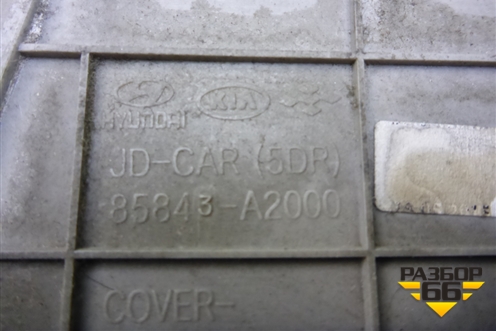 HYUNDAI KIA
JD-CAR (5DR)
85843-A2000
COVER-
РАЗБОР
66